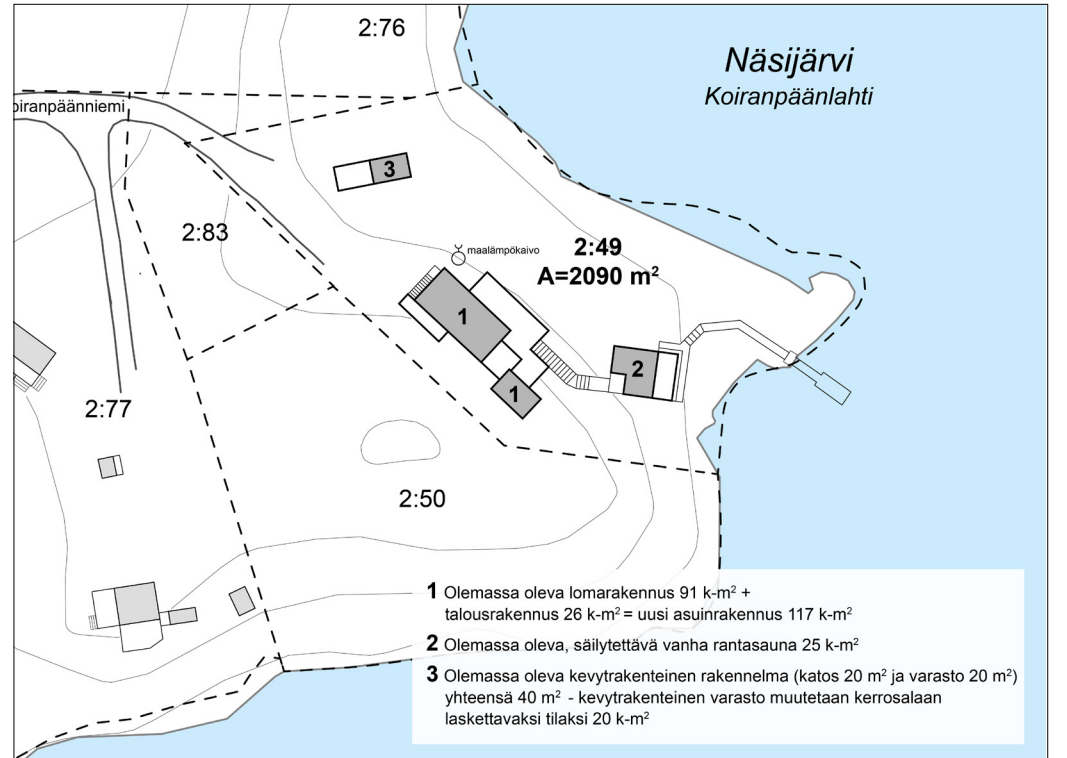 2:76
Näsijärvi
Koiranpäänlahti
oiranpäänniemi
3
2:83
maalämpökaivo
2:49
A=2090 m²
1
2
1
2:77
2:50
1 Olemassa oleva lomarakennus 91 k-m² +
talousrakennus 26 k-m² = uusi asuinrakennus 117 k-m²
2 Olemassa oleva, säilytettävä vanha rantasauna 25 k-m²
3 Olemassa oleva kevytrakenteinen rakennelma (katos 20 m² ja varasto 20 m²)
yhteensä 40 m² - kevytrakenteinen varasto muutetaan kerrosalaan
laskettavaksi tilaksi 20 k-m²